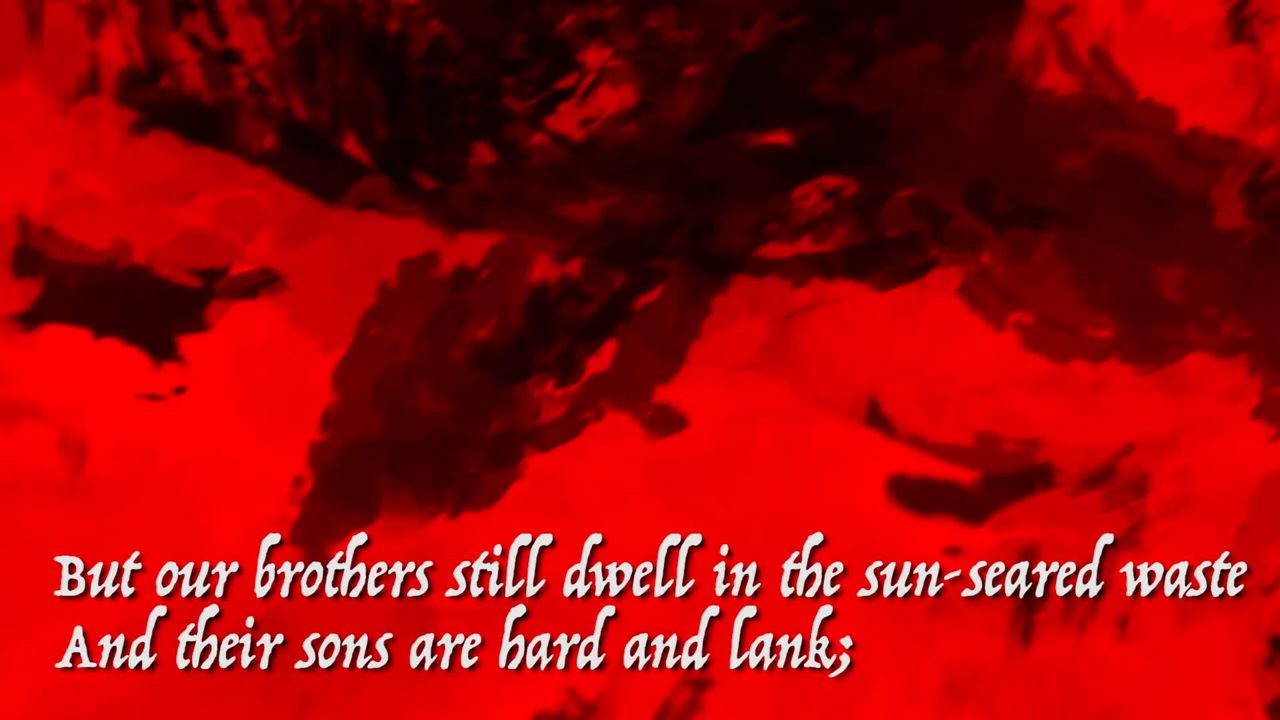 But our brothers still dwell in the sun-seared waste
And their sons are hard and lank;